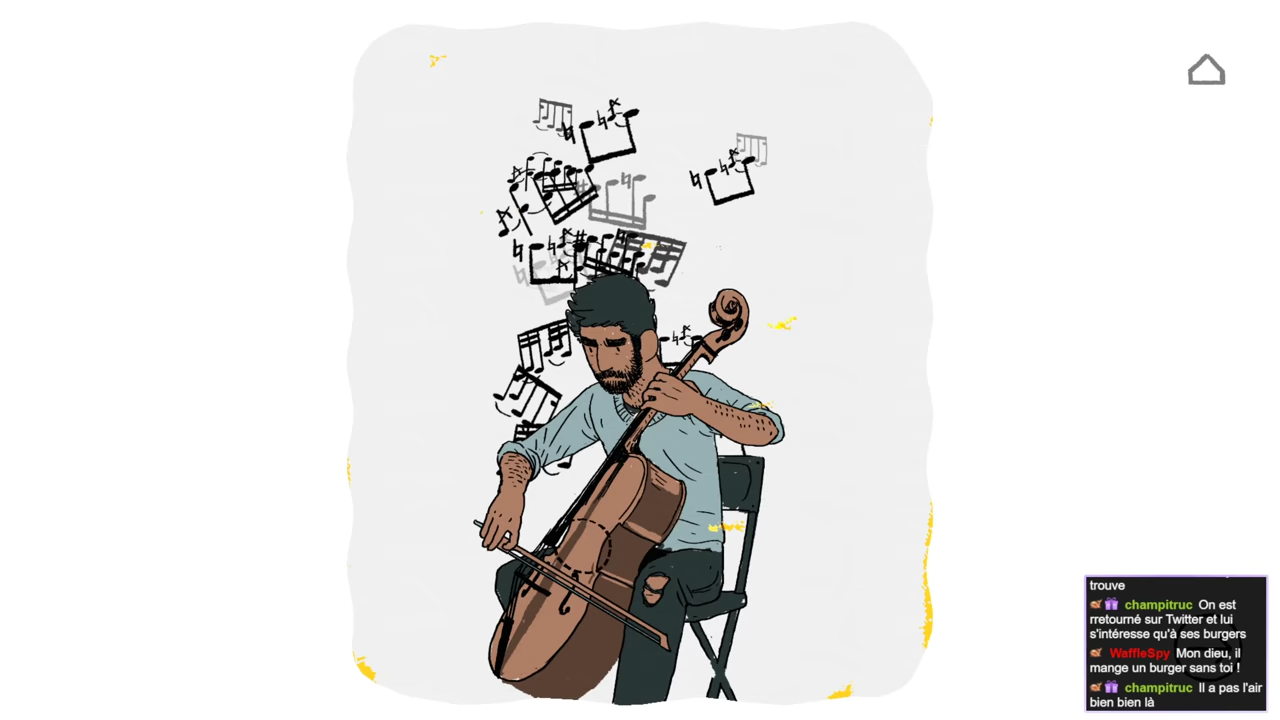 trouve
champitruc On est
rretourné sur Twitter et lui
s'intéresse qu'à ses burgers
WaffleSpy Mon dieu, il
mange un burger sans toi !
champitruc Il a pas l'air
bien bien là